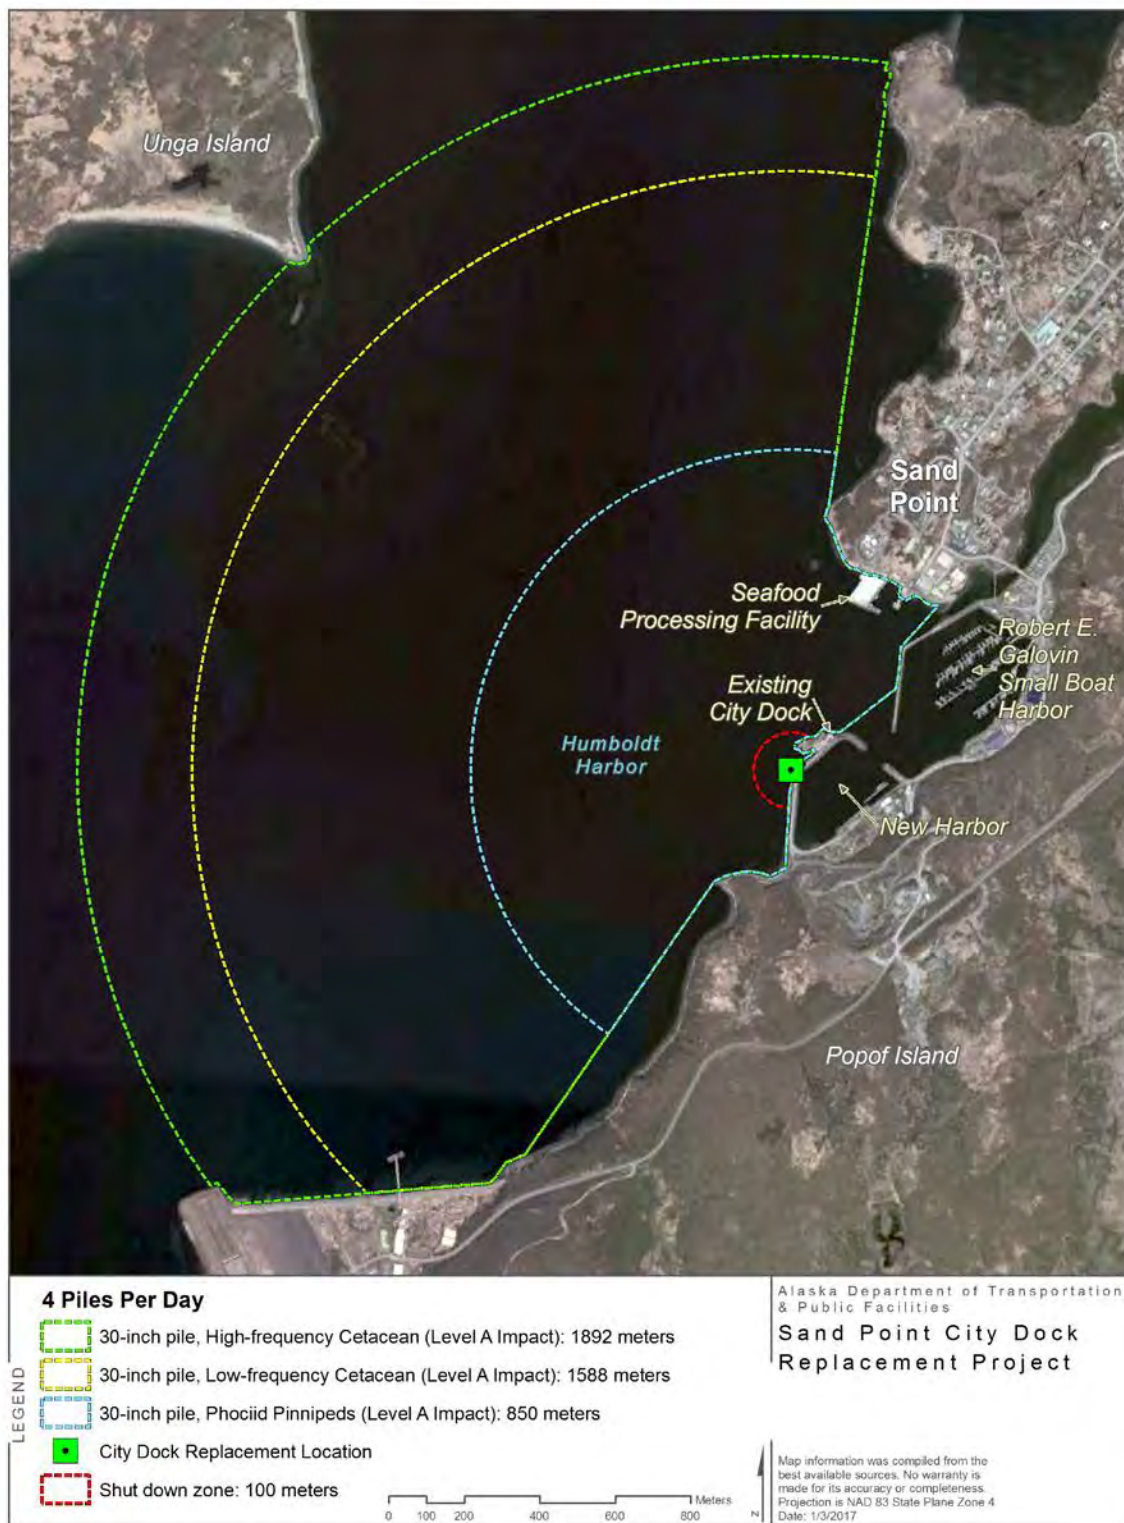 Unga Island
Sand
Point
Seafood
Processing Facility
Robert E.
Galovin
Small Boat
Harbor
Existing
City Dock
Humboldt
Harbor
New Harbor
Popof Island
LEGEND
4 Piles Per Day
30-inch pile, High-frequency Cetacean (Level A Impact): 1892 meters
30-inch pile, Low-frequency Cetacean (Level A Impact): 1588 meters
30-inch pile, Phociid Pinnipeds (Level A Impact): 850 meters
City Dock Replacement Location
Shut down zone: 100 meters
Meters
0 100 200 400 600 800
N
Alaska Department of Transportation
& Public Facilities
Sand Point City Dock
Replacement Project
Map information was compiled from the
best available sources. No warranty is
made for its accuracy or completeness.
Projection is NAD 83 State Plane Zone 4
Date: 1/3/2017